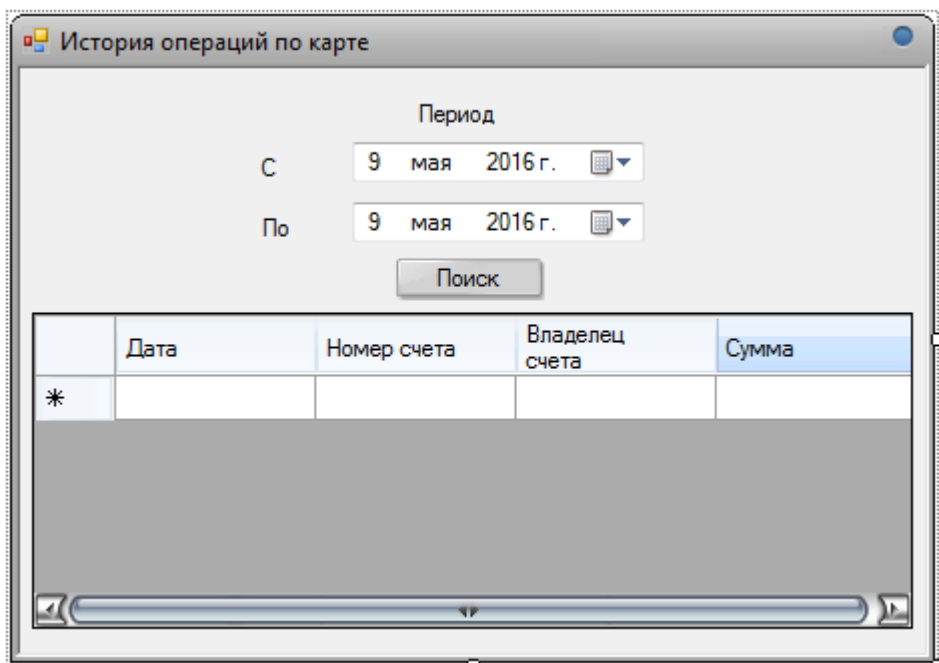 История операций по карте
Период
С 9 мая 2016 г.
По 9 мая 2016 г.
Поиск
Дата Номер счета Владелец счета Сумма